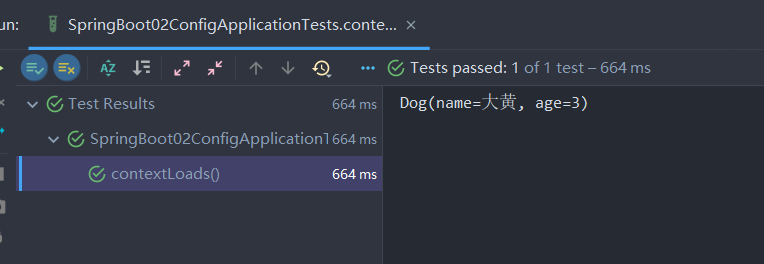 un:
SpringBoot02ConfigApplicationTests.conte...
Tests passed: 1 of 1 test – 664 ms
Test Results 664 ms
SpringBoot02ConfigApplication 664 ms
contextLoads() 664 ms
Dog(name=大黄, age=3)